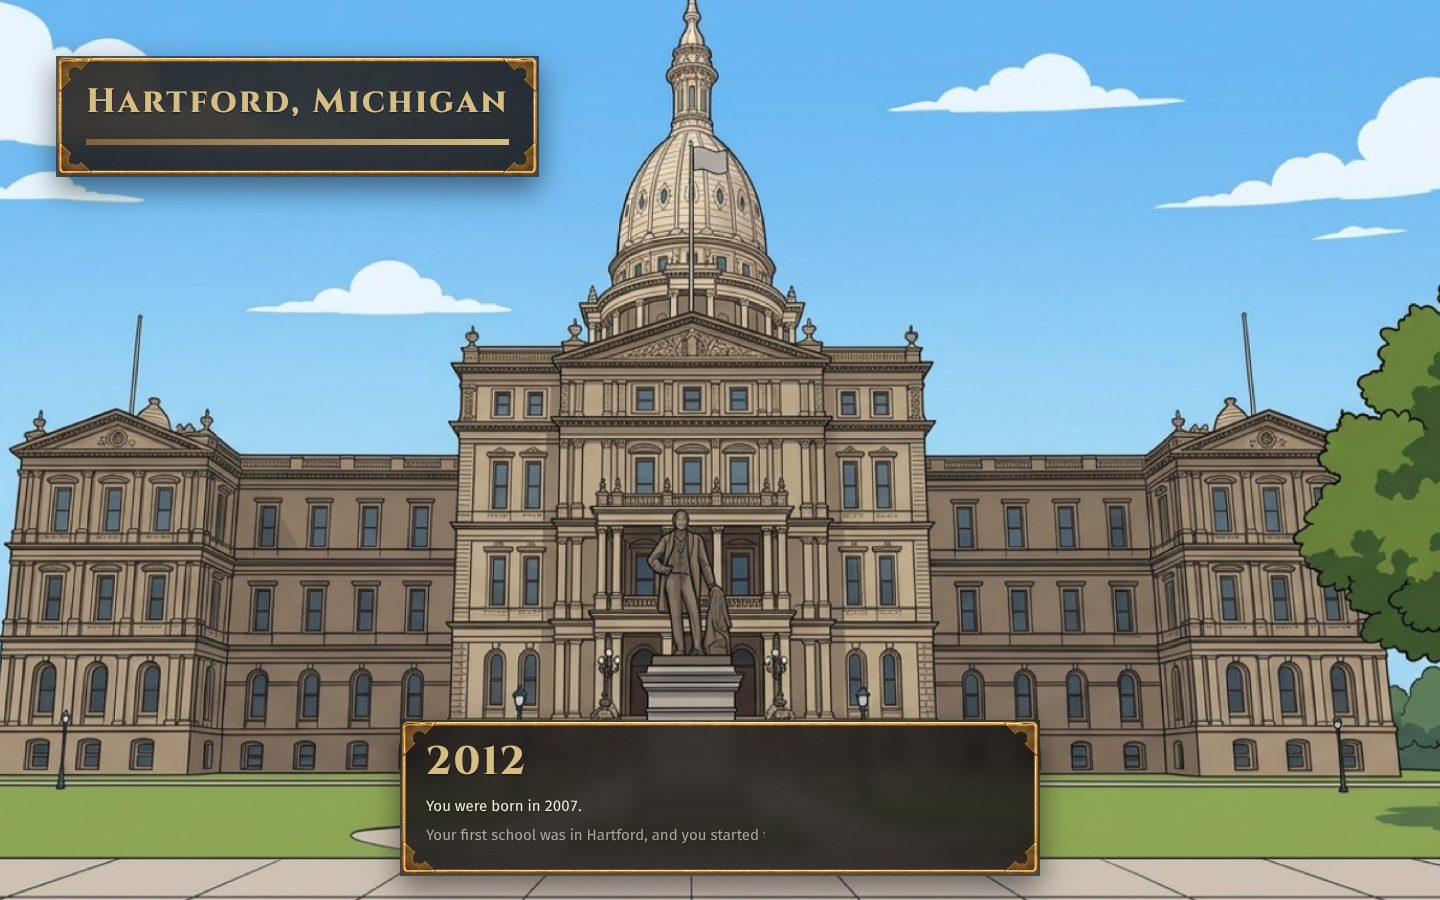 Hartford, Michigan
2012
You were born in 2007.
Your first school was in Hartford, and you started